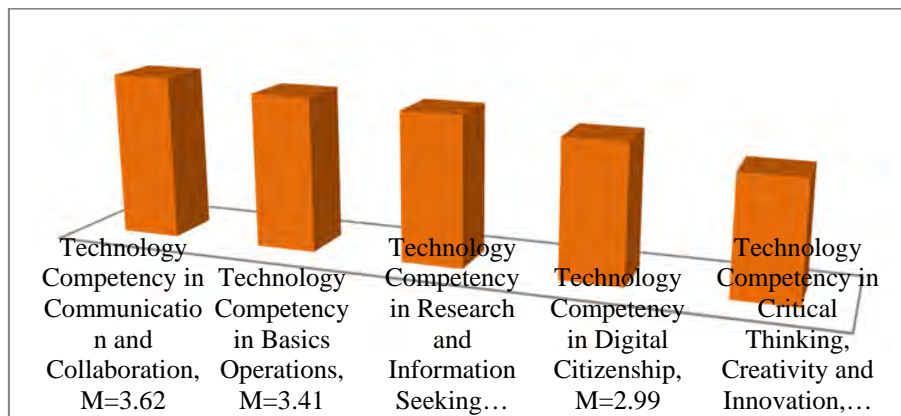 Technology
Competency in
Communicatio
n and
Collaboration,
M=3.62
Technology
Competency
in Basics
Operations,
M=3.41
Technology
Competency
in Research
and
Information
Seeking…
Technology
Competency
in Digital
Citizenship,
M=2.99
Technology
Competency in
Critical
Thinking,
Creativity and
Innovation,…